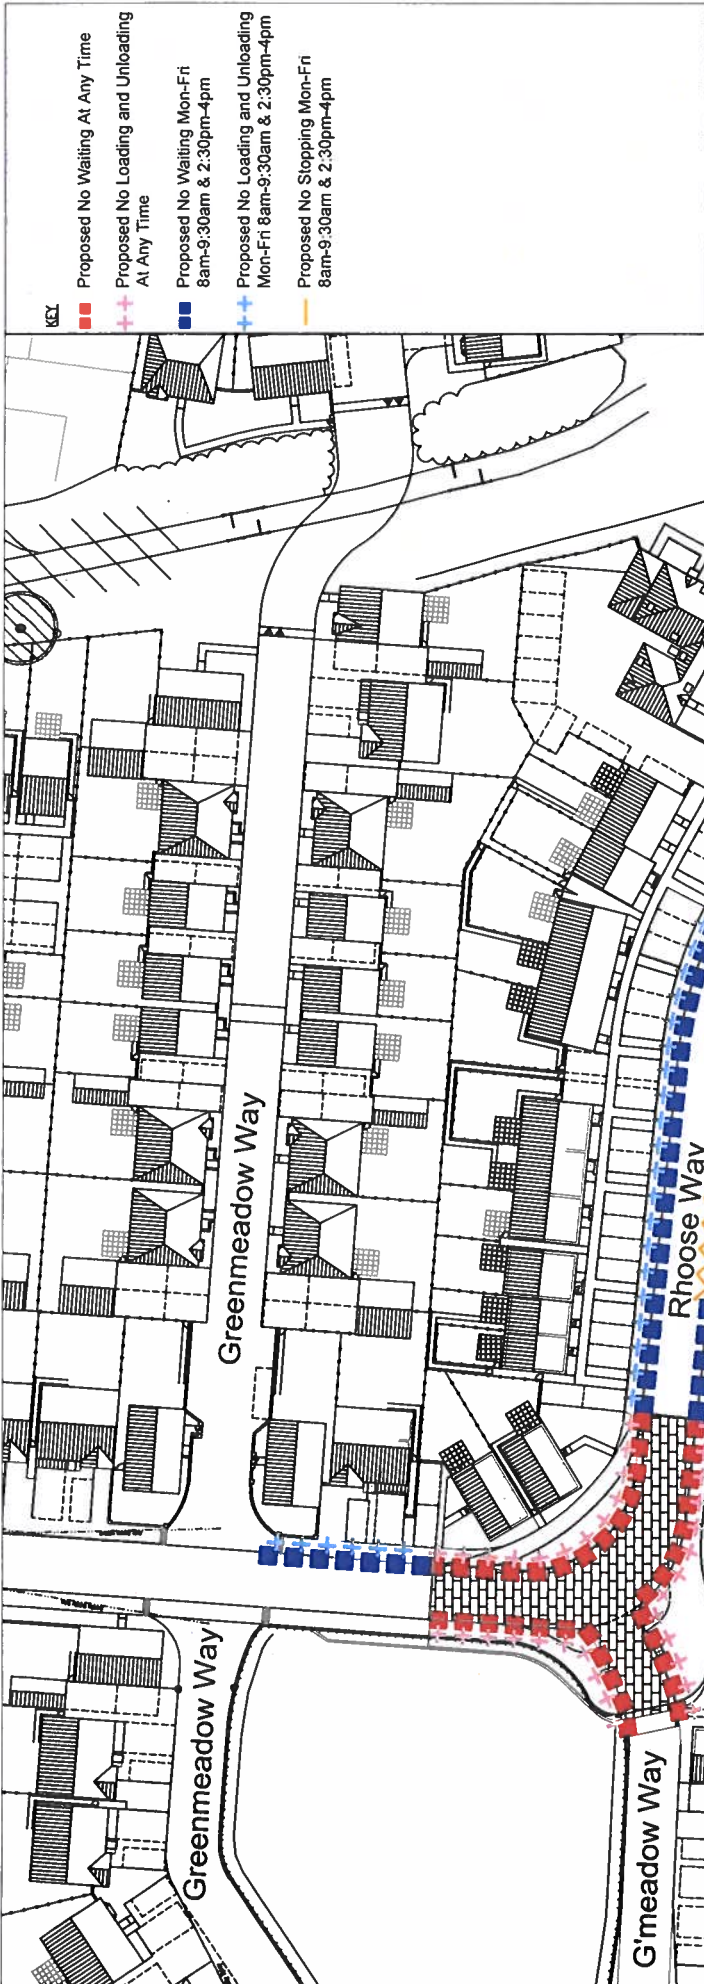 KEY
Proposed No Waiting At Any Time
Proposed No Loading and Unloading
At Any Time
Proposed No Waiting Mon-Fri
8am-9:30am & 2:30pm-4pm
Proposed No Loading and Unloading
Mon-Fri 8am-9:30am & 2:30pm-4pm
Proposed No Stopping Mon-Fri
8am-9:30am & 2:30pm-4pm
Greenmeadow Way
Rhoose Way
Greenmeadow Way
G'meadow Way